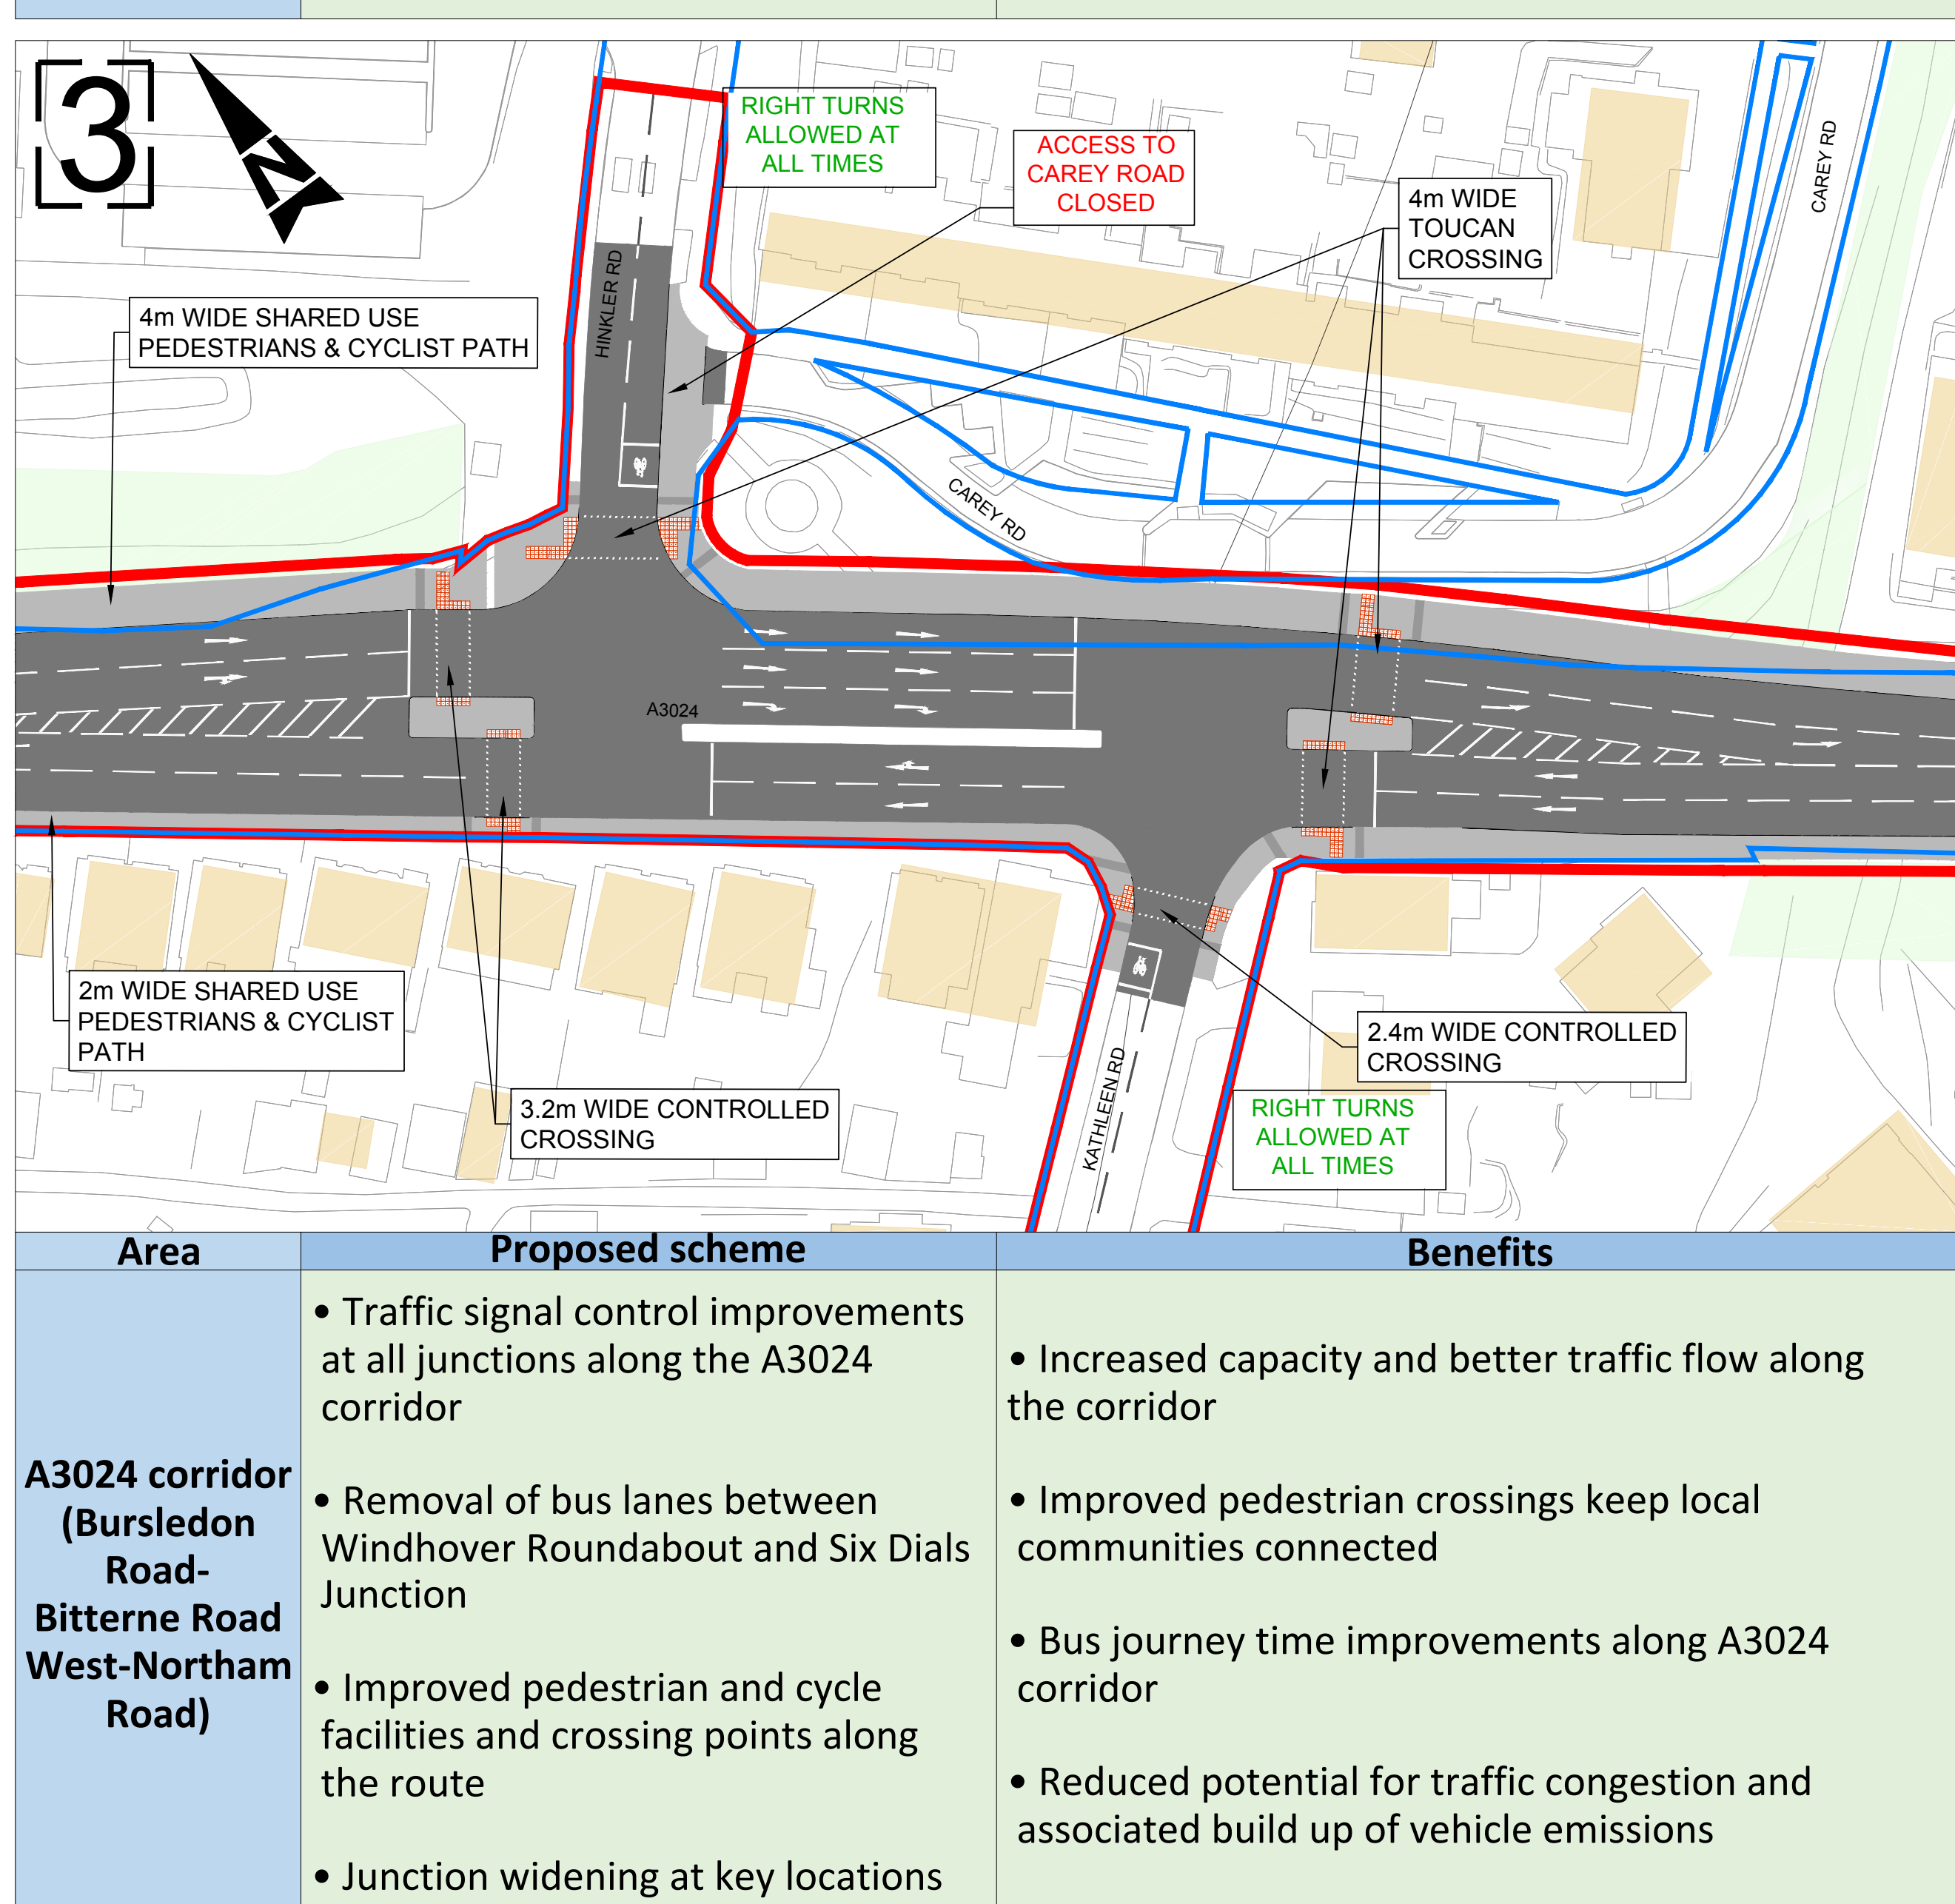 3
N
RIGHT TURNS
ALLOWED AT
ALL TIMES
ACCESS TO
CAREY ROAD
CLOSED
4m WIDE
TOUCAN
CROSSING
CAREY RD
HINKLER RD
4m WIDE SHARED USE
PEDESTRIANS & CYCLIST PATH
CAREY RD
A3024
2m WIDE SHARED USE
PEDESTRIANS & CYCLIST
PATH
3.2m WIDE CONTROLLED
CROSSING
KATHLEEN RD
2.4m WIDE CONTROLLED
CROSSING
RIGHT TURNS
ALLOWED AT
ALL TIMES
Area
Proposed scheme
Benefits
A3024 corridor
(Bursledon
Road-
Bitterne Road
West-Northam
Road)
• Traffic signal control improvements
at all junctions along the A3024
corridor
• Removal of bus lanes between
Windhover Roundabout and Six Dials
Junction
• Improved pedestrian and cycle
facilities and crossing points along
the route
• Junction widening at key locations
• Increased capacity and better traffic flow along
the corridor
• Improved pedestrian crossings keep local
communities connected
• Bus journey time improvements along A3024
corridor
• Reduced potential for traffic congestion and
associated build up of vehicle emissions